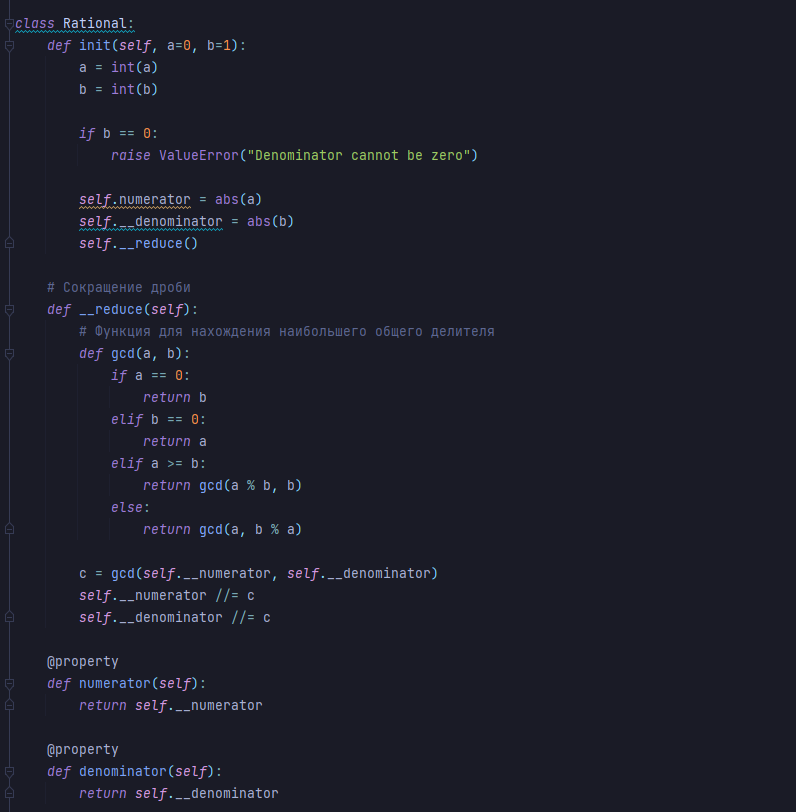 class Rational:
    def init(self, a=0, b=1):
        a = int(a)
        b = int(b)

        if b == 0:
            raise ValueError("Denominator cannot be zero")

        self.numerator = abs(a)
        self.__denominator = abs(b)
        self.__reduce()

    # Сокращение дроби
    def __reduce(self):
        # Функция для нахождения наибольшего общего делителя
        def gcd(a, b):
            if a == 0:
                return b
            elif b == 0:
                return a
            elif a >= b:
                return gcd(a % b, b)
            else:
                return gcd(a, b % a)

        c = gcd(self.__numerator, self.__denominator)
        self.__numerator //= c
        self.__denominator //= c

    @property
    def numerator(self):
        return self.__numerator

    @property
    def denominator(self):
        return self.__denominator